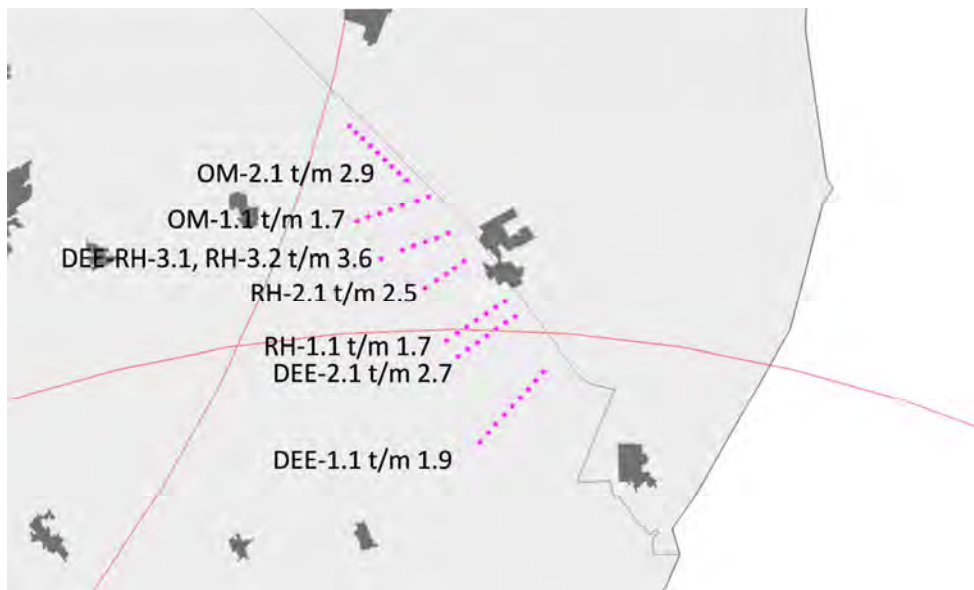 OM-2.1 t/m 2.9
OM-1.1 t/m 1.7
DEE-RH-3.1, RH-3.2 t/m 3.6
RH-2.1 t/m 2.5
RH-1.1 t/m 1.7
DEE-2.1 t/m 2.7
DEE-1.1 t/m 1.9